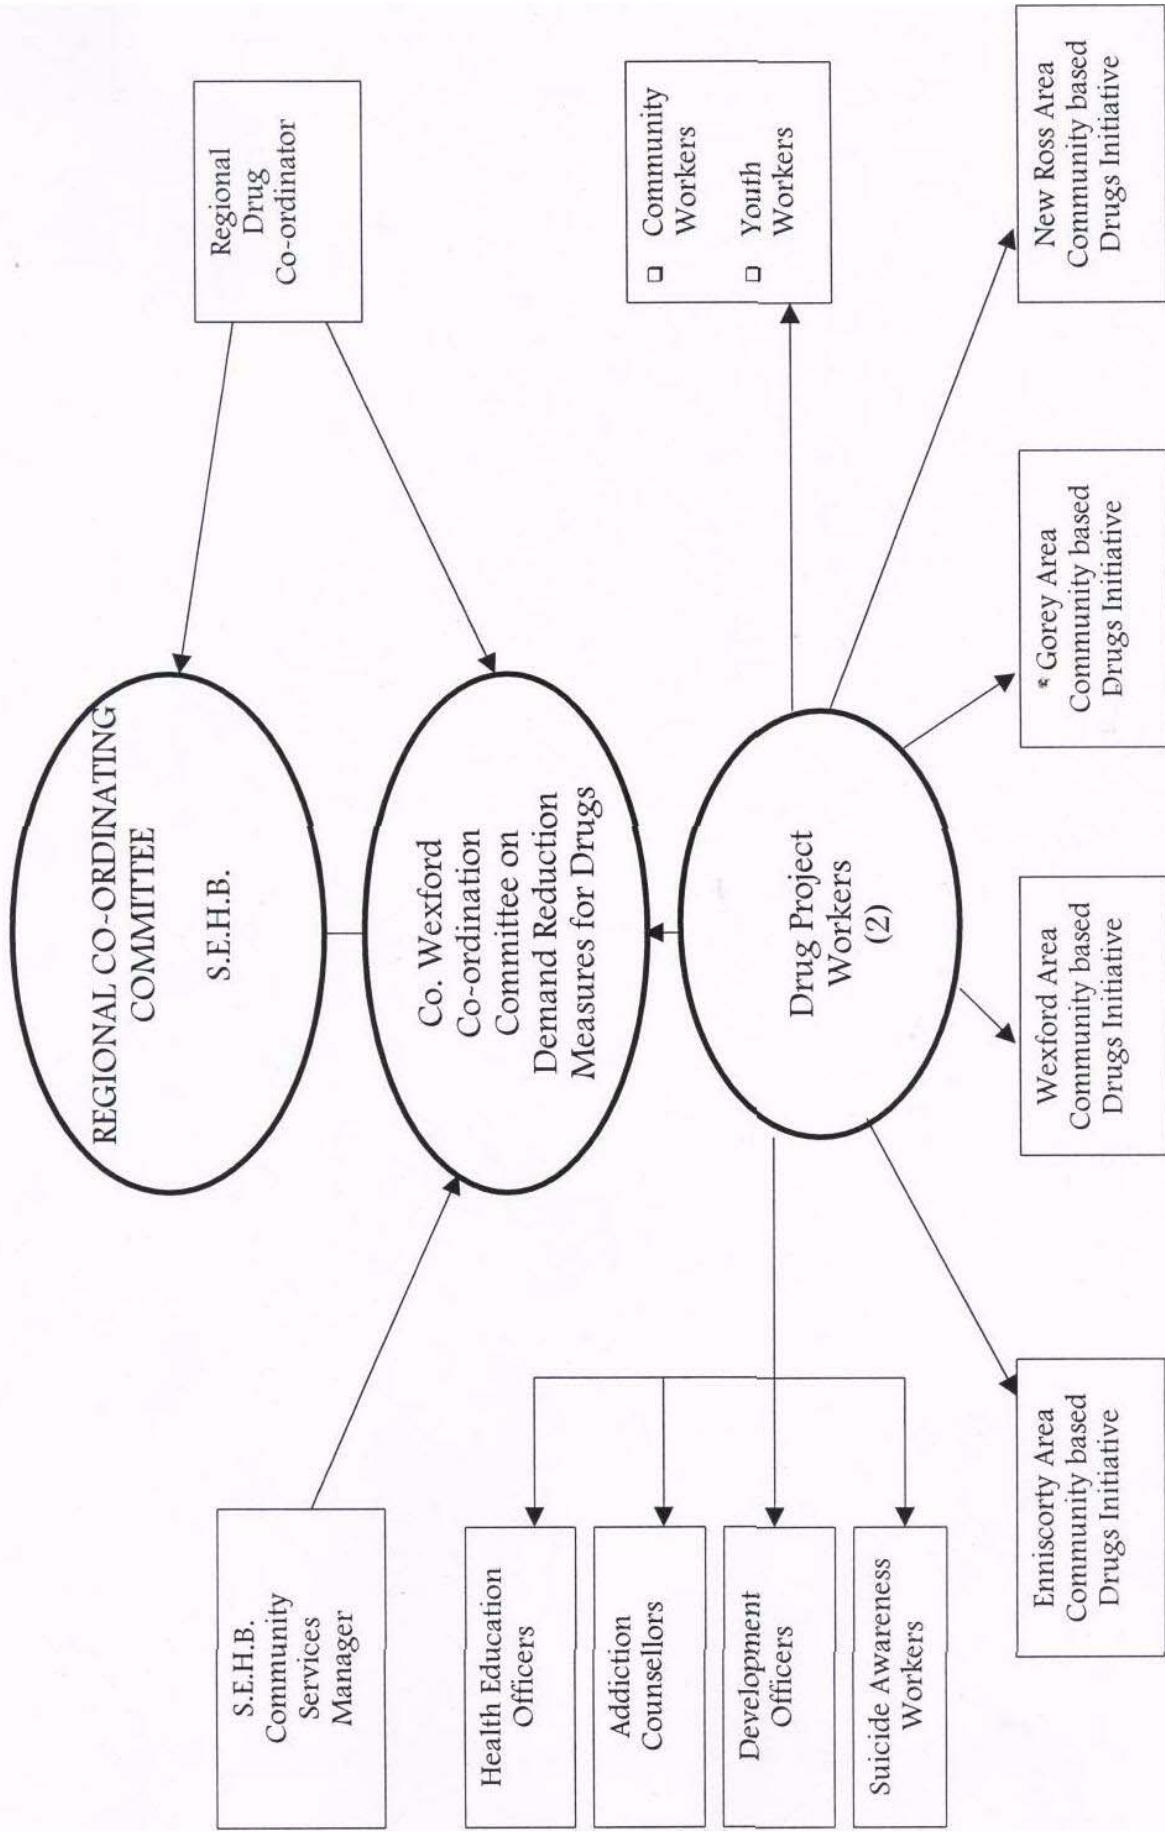 REGIONAL CO-ORDINATING
COMMITTEE
S.E.H.B.
Regional
Drug
Co-ordinator
S.E.H.B.
Community
Services
Manager
Co. Wexford
Co-ordination
Committee on
Demand Reduction
Measures for Drugs
Health Education
Officers
Addiction
Counsellors
Development
Officers
Suicide Awareness
Workers
Drug Project
Workers
(2)
❑ Community
Workers
❑ Youth
Workers
Enniscorty Area
Community based
Drugs Initiative
Wexford Area
Community based
Drugs Initiative
* Gorey Area
Community based
Drugs Initiative
New Ross Area
Community based
Drugs Initiative